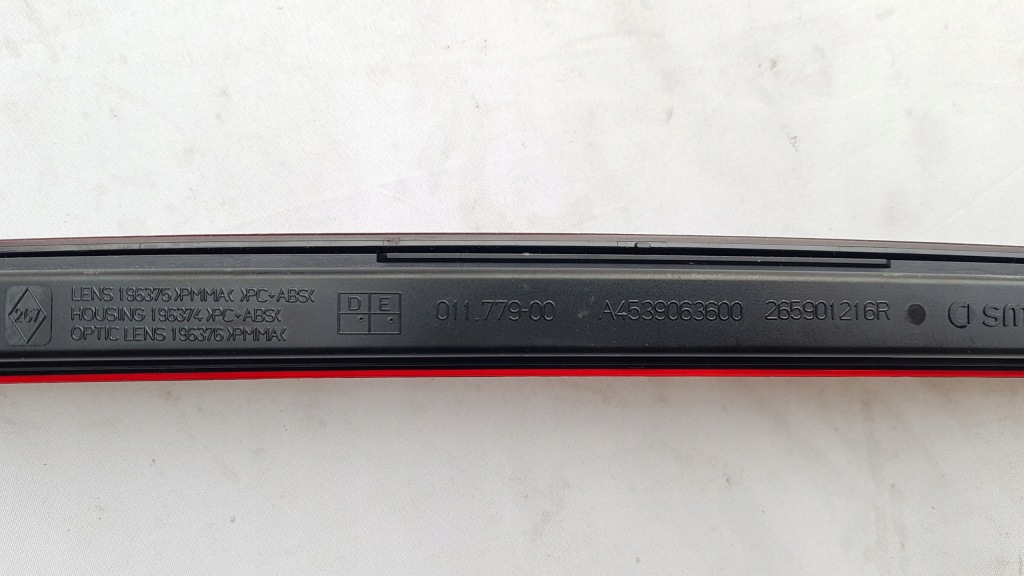 267
LENS 196375 >PMMA< >PC+ABS<
HOUSING 196374 >PC+ABS<
OPTIC LENS 196376 >PMMA<
D E
011.779-00 A4539063600 265901216R
sm